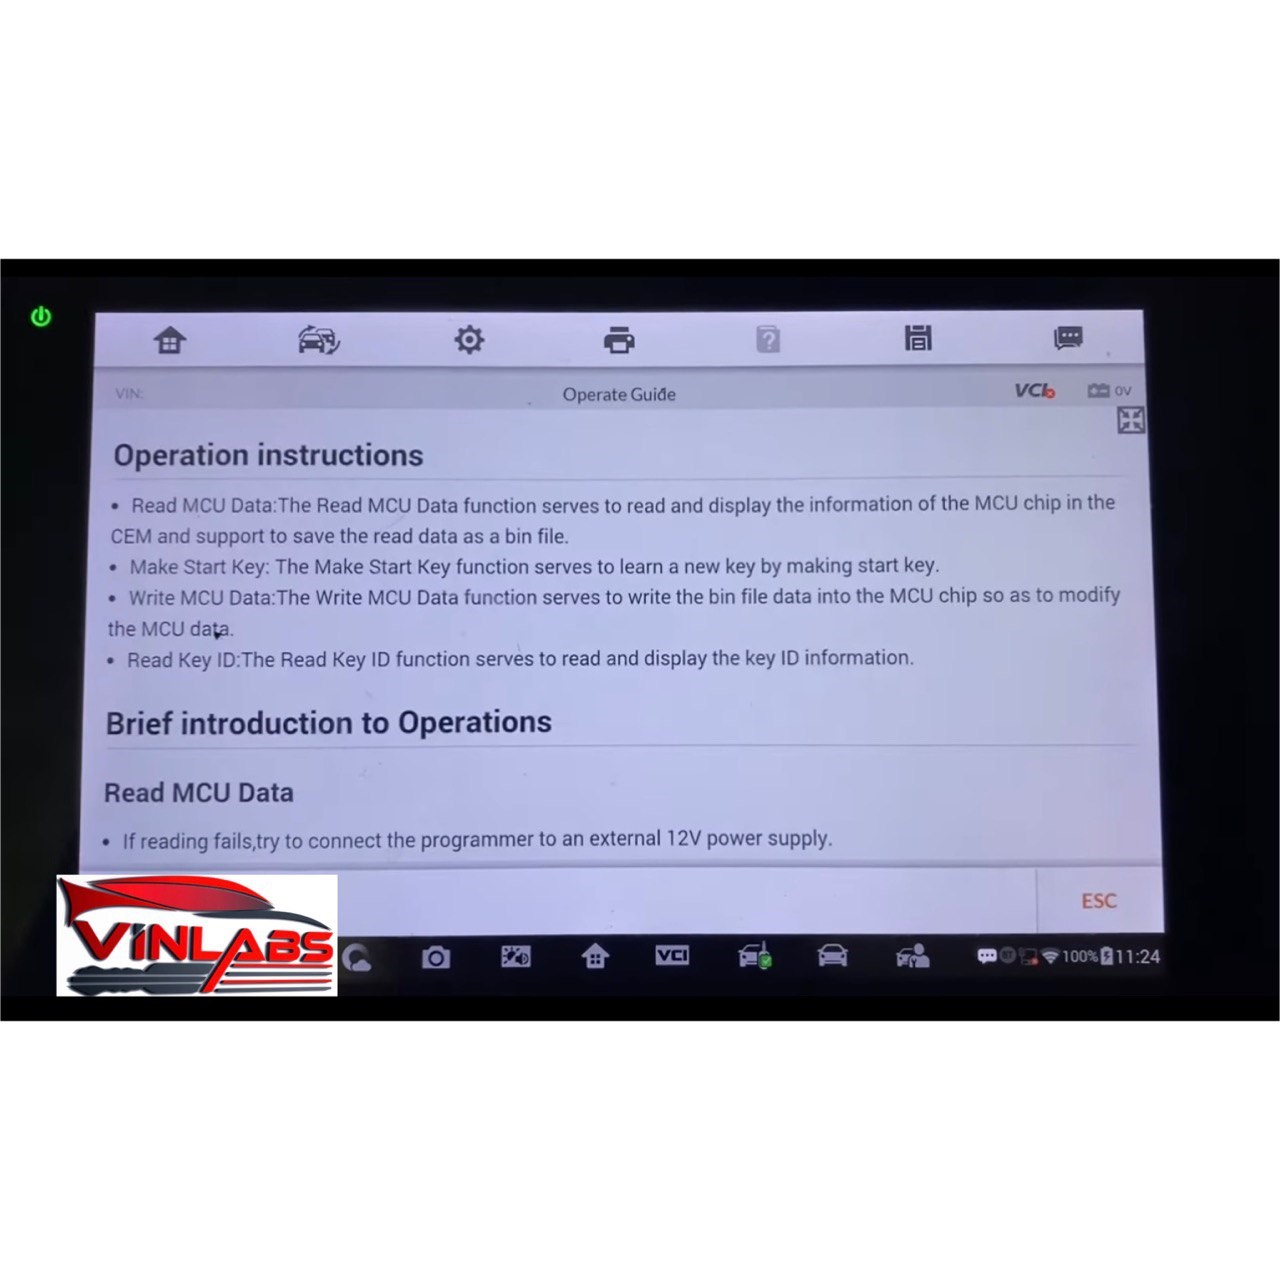 VIN:
Operate Guide
VCI
0V
Operation instructions
• Read MCU Data:The Read MCU Data function serves to read and display the information of the MCU chip in the
CEM and support to save the read data as a bin file.
• Make Start Key: The Make Start Key function serves to learn a new key by making start key.
• Write MCU Data:The Write MCU Data function serves to write the bin file data into the MCU chip so as to modify
the MCU data.
• Read Key ID:The Read Key ID function serves to read and display the key ID information.
Brief introduction to Operations
Read MCU Data
• If reading fails,try to connect the programmer to an external 12V power supply.
ESC
VINLABS
VCI
100% 11:24